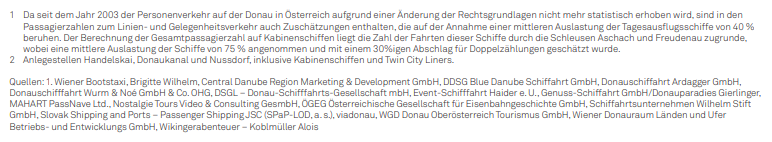 1 Da seit dem Jahr 2003 der Personenverkehr auf der Donau in Österreich aufgrund einer Änderung der Rechtsgrundlagen nicht mehr statistisch erhoben wird, sind in den
Passagierzahlen zum Linien- und Gelegenheitsverkehr auch Zuschätzungen enthalten, die auf der Annahme einer mittleren Auslastung der Tagesausflugsschiffe von 40 %
beruhen. Der Berechnung der Gesamtpassagierzahl auf Kabinenschiffen liegt die Zahl der Fahrten dieser Schiffe durch die Schleusen Aschach und Freudenau zugrunde,
wobei eine mittlere Auslastung der Schiffe von 75 % angenommen und mit einem 30%igen Abschlag für Doppelzählungen geschätzt wurde.
2 Anlegestellen Handelskai, Donaukanal und Nussdorf, inklusive Kabinenschiffen und Twin City Liners.
Quellen: 1. Wiener Bootstaxi, Brigitte Wilhelm, Central Danube Region Marketing & Development GmbH, DDSG Blue Danube Schiffahrt GmbH, Donauschiffahrt Ardagger GmbH,
Donauschifffahrt Wurm & Noé GmbH & Co. OHG, DSGL – Donau-Schifffahrts-Gesellschaft mbH, Event-Schifffahrt Haider e. U., Genuss-Schiffahrt GmbH/Donauparadies Gierlinger,
MAHART PassNave Ltd., Nostalgie Tours Video & Consulting GesmbH, ÖGEG Österreichische Gesellschaft für Eisenbahngeschichte GmbH, Schiffahrtsunternehmen Wilhelm Stift
GmbH, Slovak Shipping and Ports – Passenger Shipping JSC (SPaP-LOD, a. s.), viadonau, WGD Donau Oberösterreich Tourismus GmbH, Wiener Donauraum Länden und Ufer
Betriebs- und Entwicklungs GmbH, Wikingerabenteuer – Koblmüller Alois